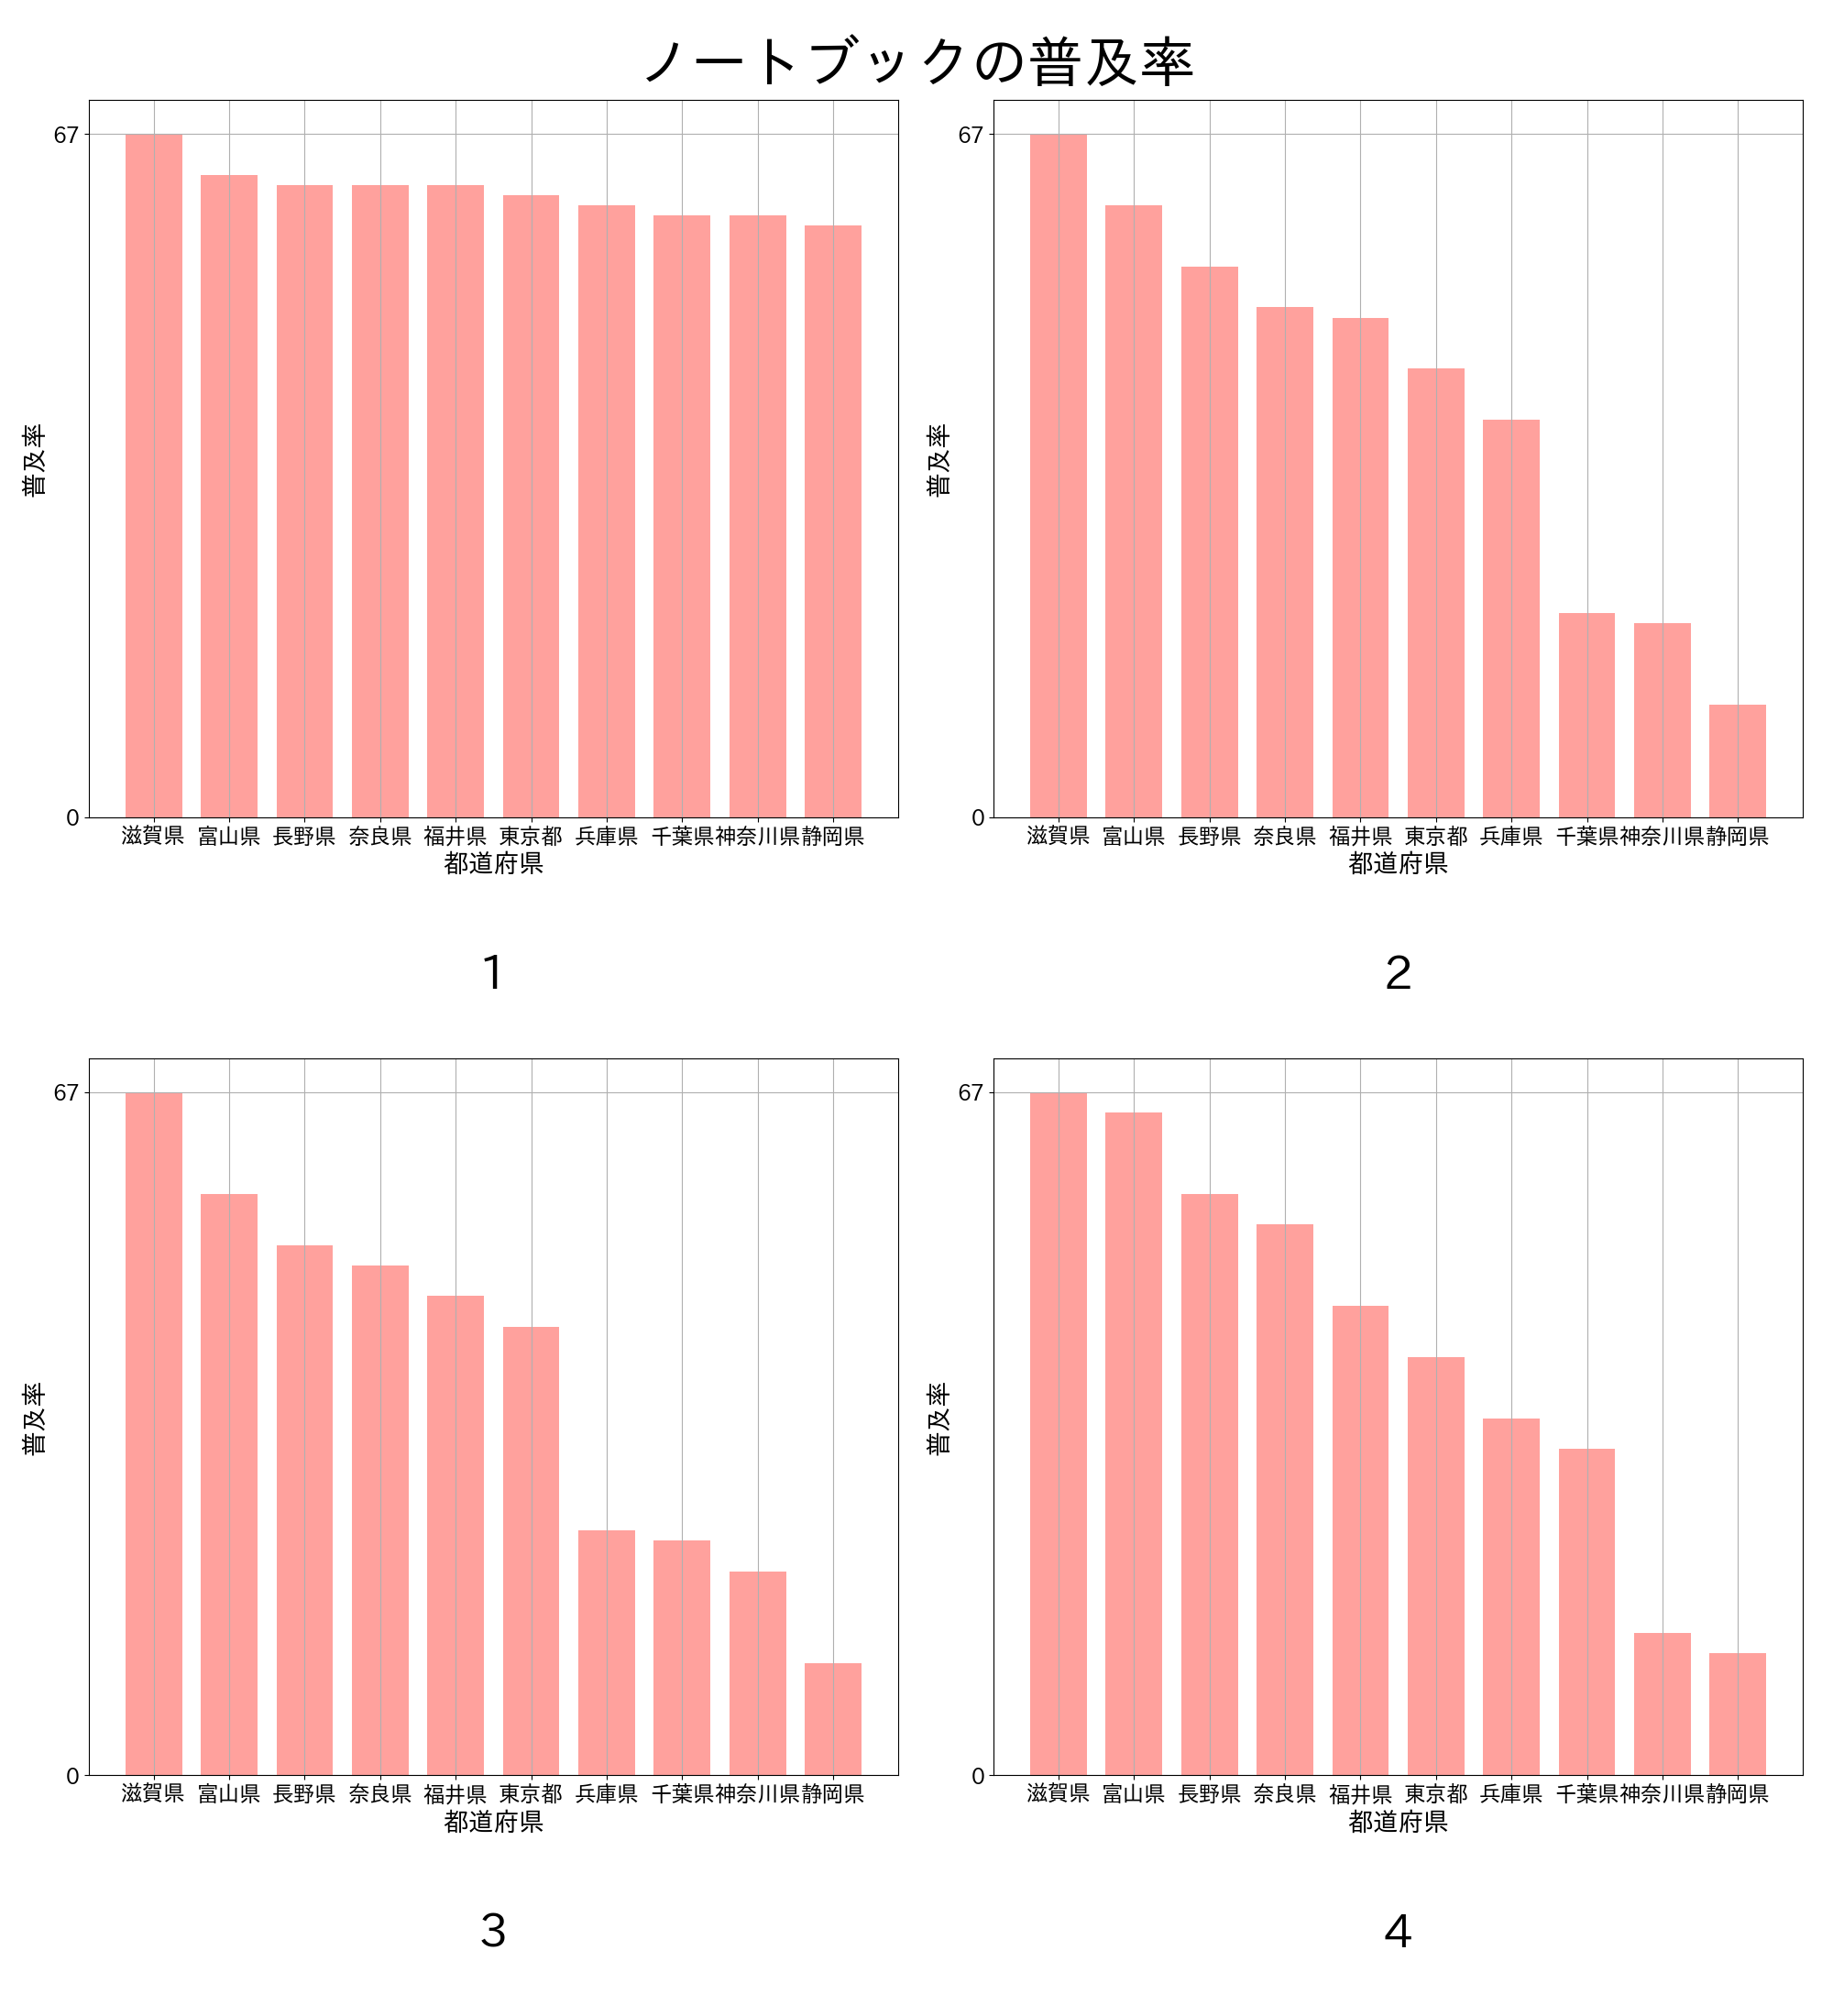 ノートブックの普及率
67
0
普及率
滋賀県 富山県 長野県 奈良県 福井県 東京都 兵庫県 千葉県 神奈川県 静岡県
都道府県
1
67
0
普及率
滋賀県 富山県 長野県 奈良県 福井県 東京都 兵庫県 千葉県 神奈川県 静岡県
都道府県
2
67
0
普及率
滋賀県 富山県 長野県 奈良県 福井県 東京都 兵庫県 千葉県 神奈川県 静岡県
都道府県
3
67
0
普及率
滋賀県 富山県 長野県 奈良県 福井県 東京都 兵庫県 千葉県 神奈川県 静岡県
都道府県
4